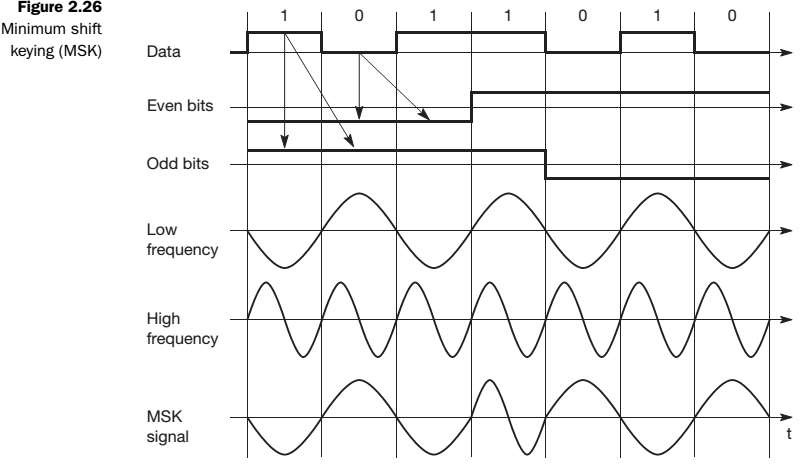 Figure 2.26
Minimum shift
keying (MSK)
1 0 1 1 0 1 0
Data
Even bits
Odd bits
Low
frequency
High
frequency
MSK
signal
t